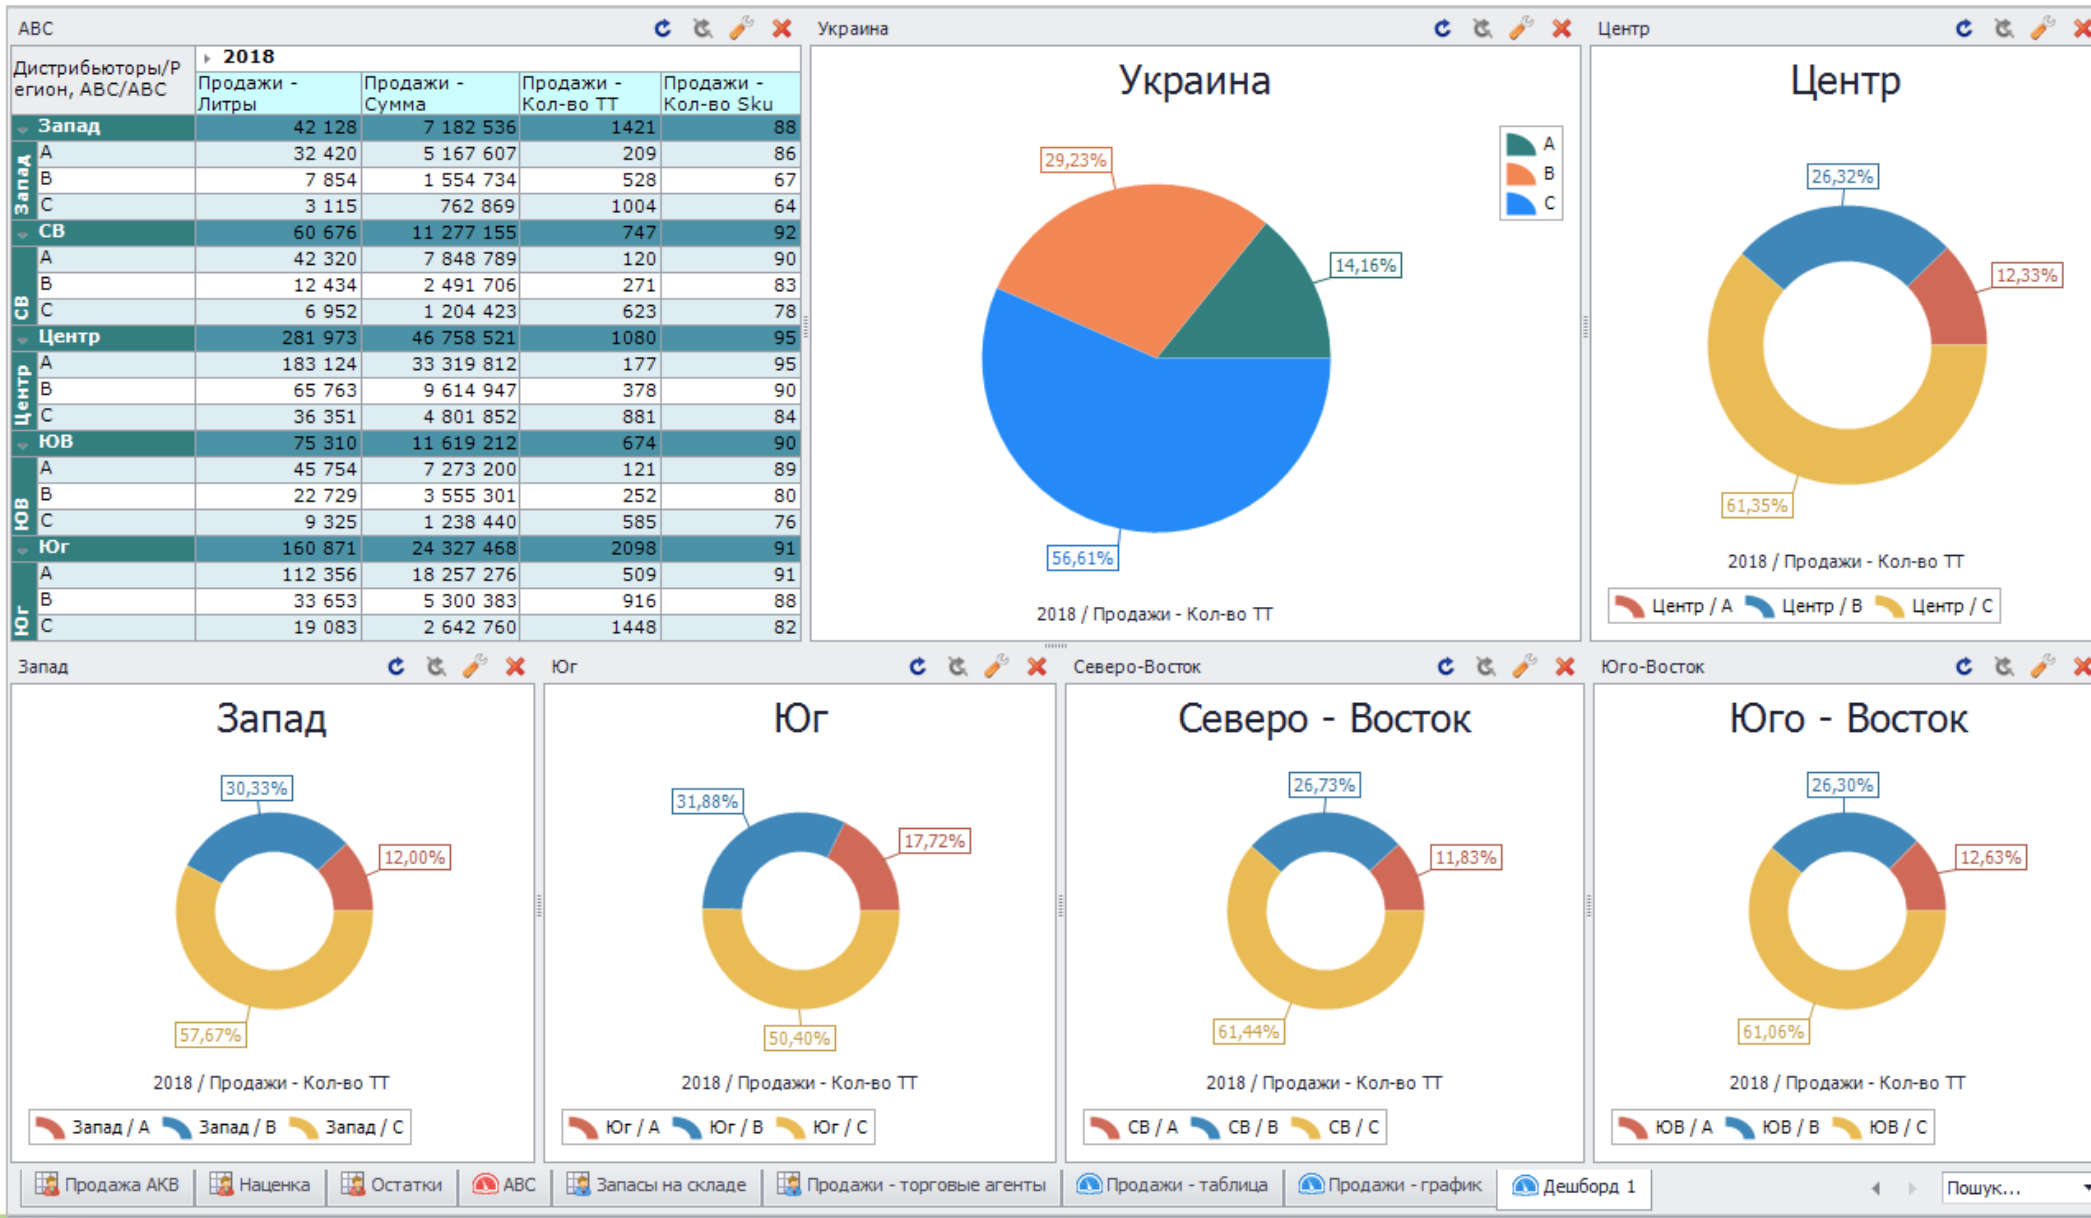 ABC
Украина
Центр
Дистрибьюторы/Р
егион, ABC/ABC
2018
Продажи - Литры
Продажи - Сумма
Продажи - Кол-во ТТ
Продажи - Кол-во Sku
Запад 42 128 7 182 536 1421 88
Запад
A 32 420 5 167 607 209 86
B 7 854 1 554 734 528 67
C 3 115 762 869 1004 64
СВ 60 676 11 277 155 747 92
СВ
A 42 320 7 848 789 120 90
B 12 434 2 491 706 271 83
C 6 952 1 204 423 623 78
Центр 281 973 46 758 521 1080 95
Центр
A 183 124 33 319 812 177 95
B 65 763 9 614 947 378 90
C 36 351 4 801 852 881 84
ЮВ 75 310 11 619 212 674 90
ЮВ
A 45 754 7 273 200 121 89
B 22 729 3 555 301 252 80
C 9 325 1 238 440 585 76
Юг 160 871 24 327 468 2098 91
Юг
A 112 356 18 257 276 509 91
B 33 653 5 300 383 916 88
C 19 083 2 642 760 1448 82
Украина
29,23%
14,16%
56,61%
A
B
C
2018 / Продажи - Кол-во ТТ
Центр
26,32%
12,33%
61,35%
2018 / Продажи - Кол-во ТТ
Центр / A Центр / B Центр / C
Запад
Запад
30,33%
12,00%
57,67%
2018 / Продажи - Кол-во ТТ
Запад / A Запад / B Запад / C
Юг
Юг
31,88%
17,72%
50,40%
2018 / Продажи - Кол-во ТТ
Юг / A Юг / B Юг / C
Северо-Восток
Северо - Восток
26,73%
11,83%
61,44%
2018 / Продажи - Кол-во ТТ
СВ / A СВ / B СВ / C
Юго-Восток
Юго - Восток
26,30%
12,63%
61,06%
2018 / Продажи - Кол-во ТТ
ЮВ / A ЮВ / B ЮВ / C
Продажа АКВ Наценка Остатки ABC Запасы на складе Продажи - торговые агенты Продажи - таблица Продажи - график Дешборд 1 Пошук...